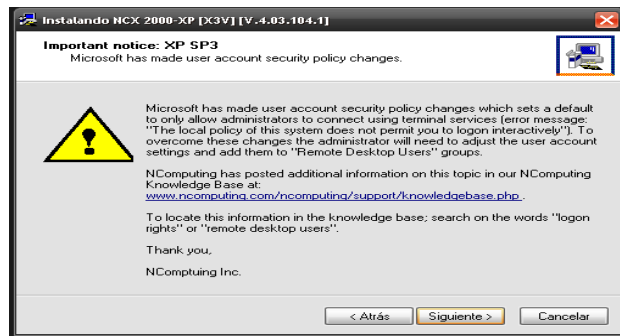 Instalando NCX 2000-XP [X3V] [V.4.03.104.1]
Important notice: XP SP3
Microsoft has made user account security policy changes.
Microsoft has made user account security policy changes which sets a default
to only allow administrators to connect using terminal services (error message:
"The local policy of this system does not permit you to logon interactively"). To
overcome these changes the administrator will need to adjust the user account
settings and add them to "Remote Desktop Users" groups.
NComputing has posted additional information on this topic in our NComputing
Knowledge Base at:
www.ncomputing.com/ncomputing/support/knowledgebase.php .
To locate this information in the knowledge base; search on the words "logon
rights" or "remote desktop users".
Thank you,
NComptuing Inc.
< Atrás Siguiente > Cancelar